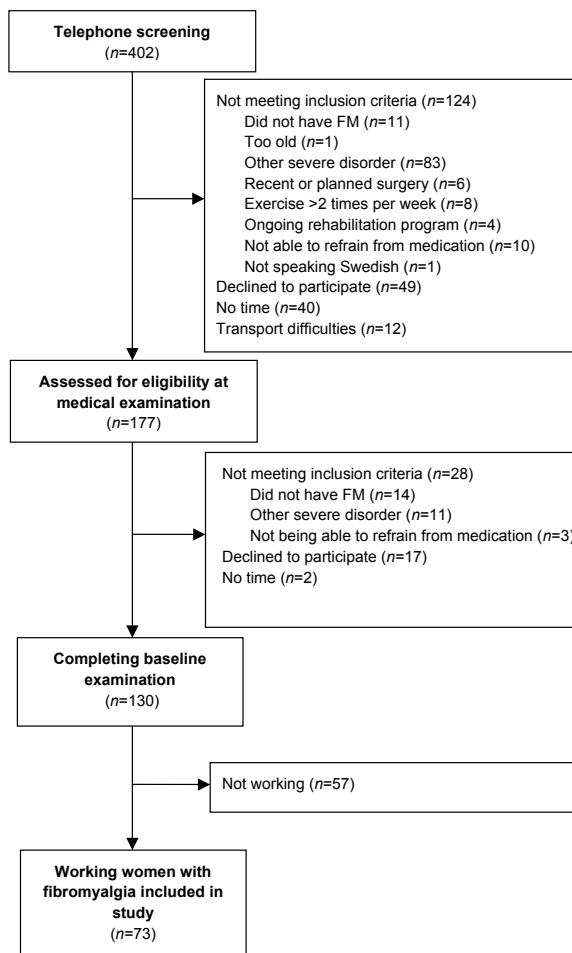 Telephone screening
(n=402)
Not meeting inclusion criteria (n=124)
Did not have FM (n=11)
Too old (n=1)
Other severe disorder (n=83)
Recent or planned surgery (n=6)
Exercise >2 times per week (n=8)
Ongoing rehabilitation program (n=4)
Not able to refrain from medication (n=10)
Not speaking Swedish (n=1)
Declined to participate (n=49)
No time (n=40)
Transport difficulties (n=12)
Assessed for eligibility at
medical examination
(n=177)
Not meeting inclusion criteria (n=28)
Did not have FM (n=14)
Other severe disorder (n=11)
Not being able to refrain from medication (n=3)
Declined to participate (n=17)
No time (n=2)
Completing baseline
examination
(n=130)
Not working (n=57)
Working women with
fibromyalgia included in
study
(n=73)